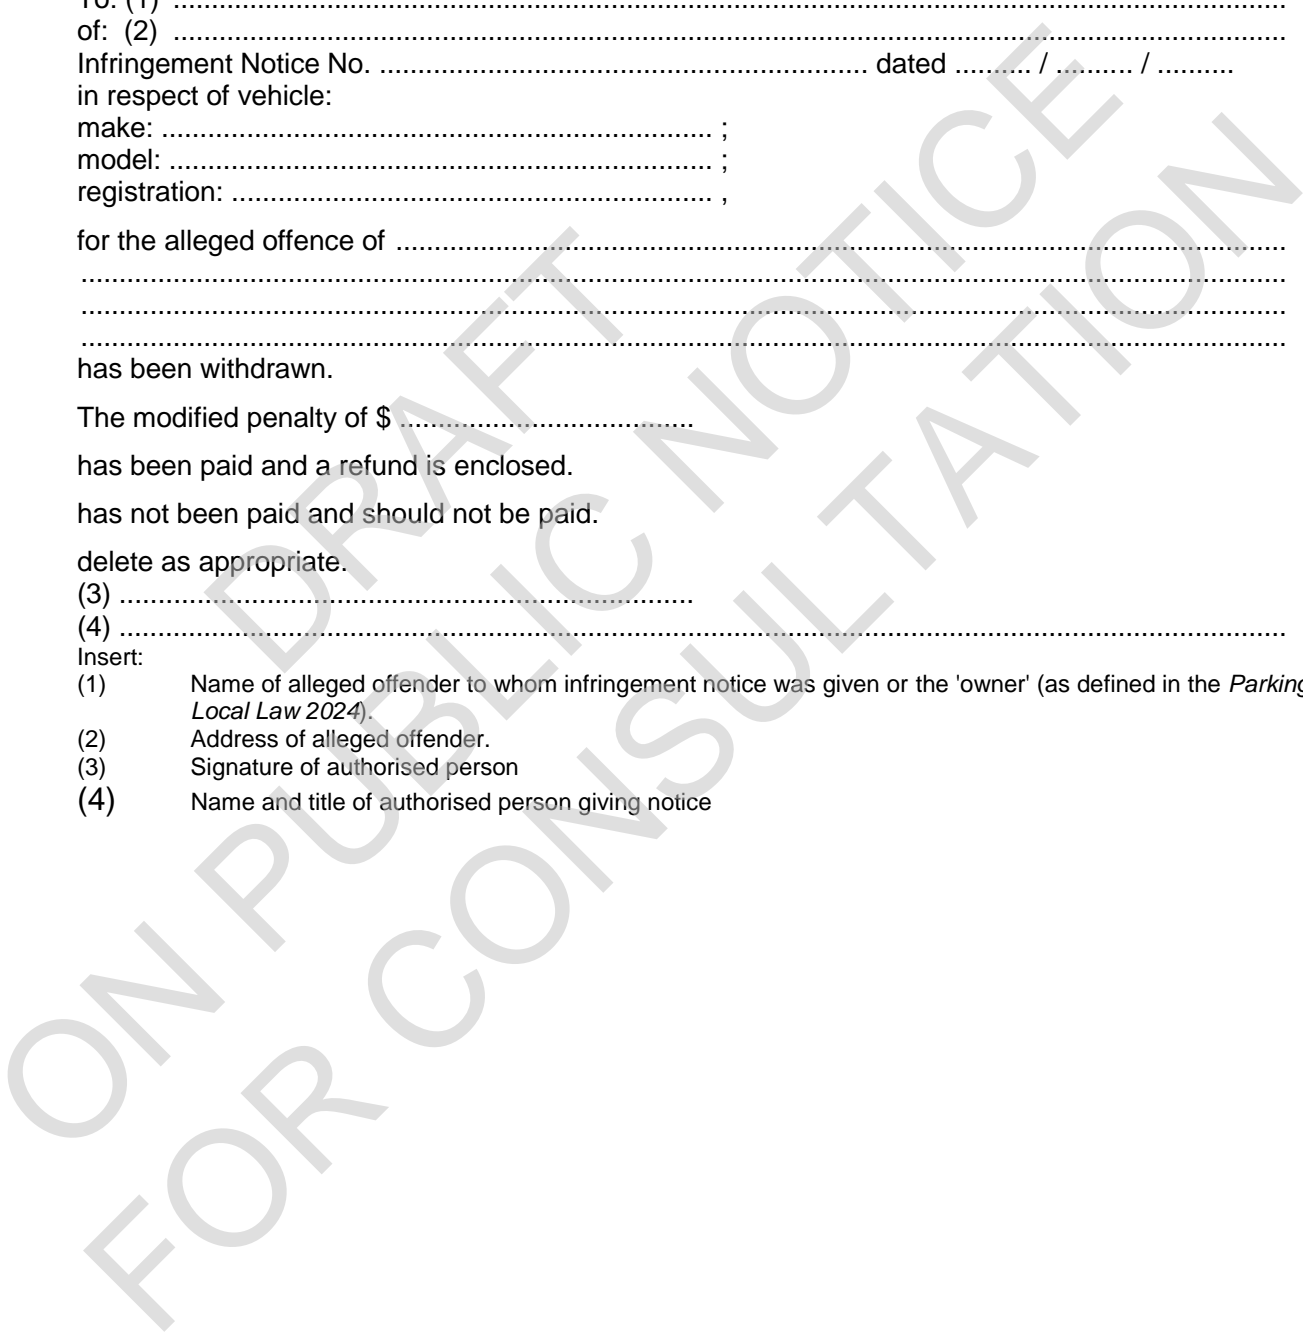 To: (1) ................................................................................................................................................
of: (2) ................................................................................................................................................
Infringement Notice No. ................................................................ dated .......... / .......... / ..........
in respect of vehicle:
make: ........................................................................ ;
model: ....................................................................... ;
registration: ............................................................... ,
for the alleged offence of ....................................................................................................................
.............................................................................................................................................................
.............................................................................................................................................................
.............................................................................................................................................................
has been withdrawn.
The modified penalty of $ ......................................
has been paid and a refund is enclosed.
has not been paid and should not be paid.
delete as appropriate.
(3) ...........................................................................
(4) ........................................................................................................................................................
Insert:
(1) Name of alleged offender to whom infringement notice was given or the 'owner' (as defined in the Parking
Local Law 2024).
(2) Address of alleged offender.
(3) Signature of authorised person
(4) Name and title of authorised person giving notice
DRAFT
ON PUBLIC NOTICE
FOR CONSULTATION